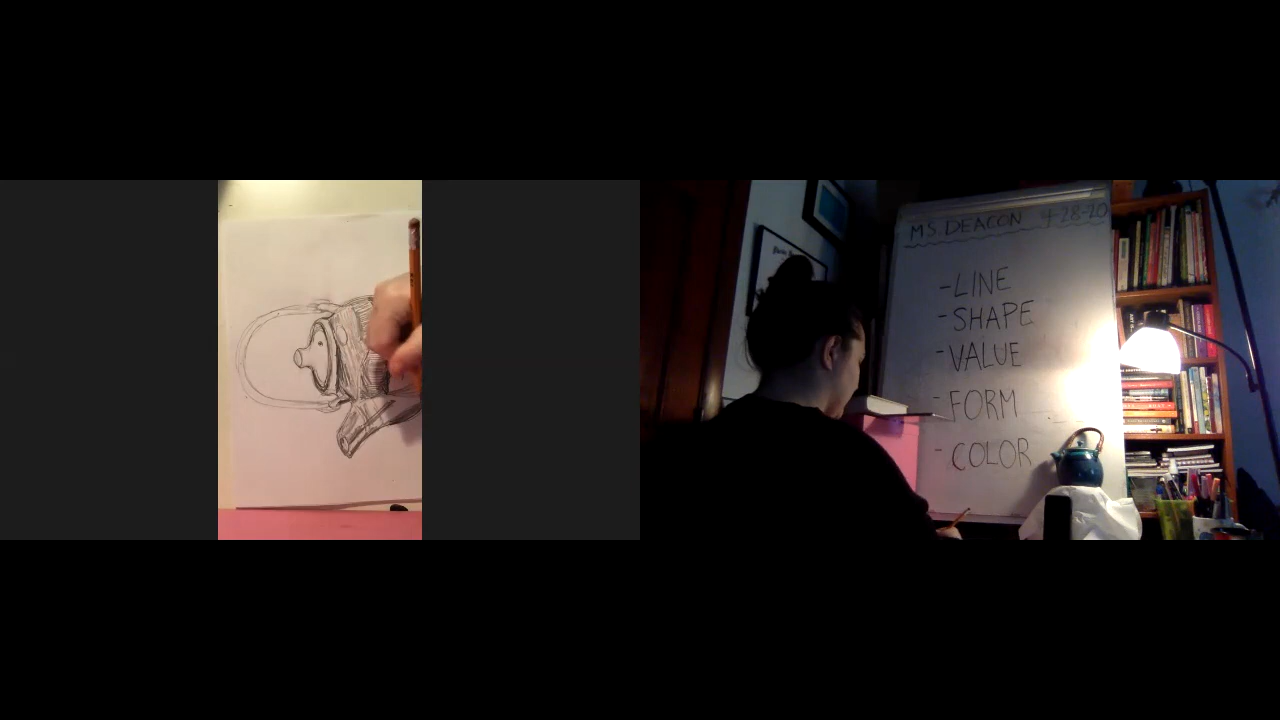 MS. DEACON 4-28-20
- LINE
- SHAPE
- VALUE
- FORM
- COLOR